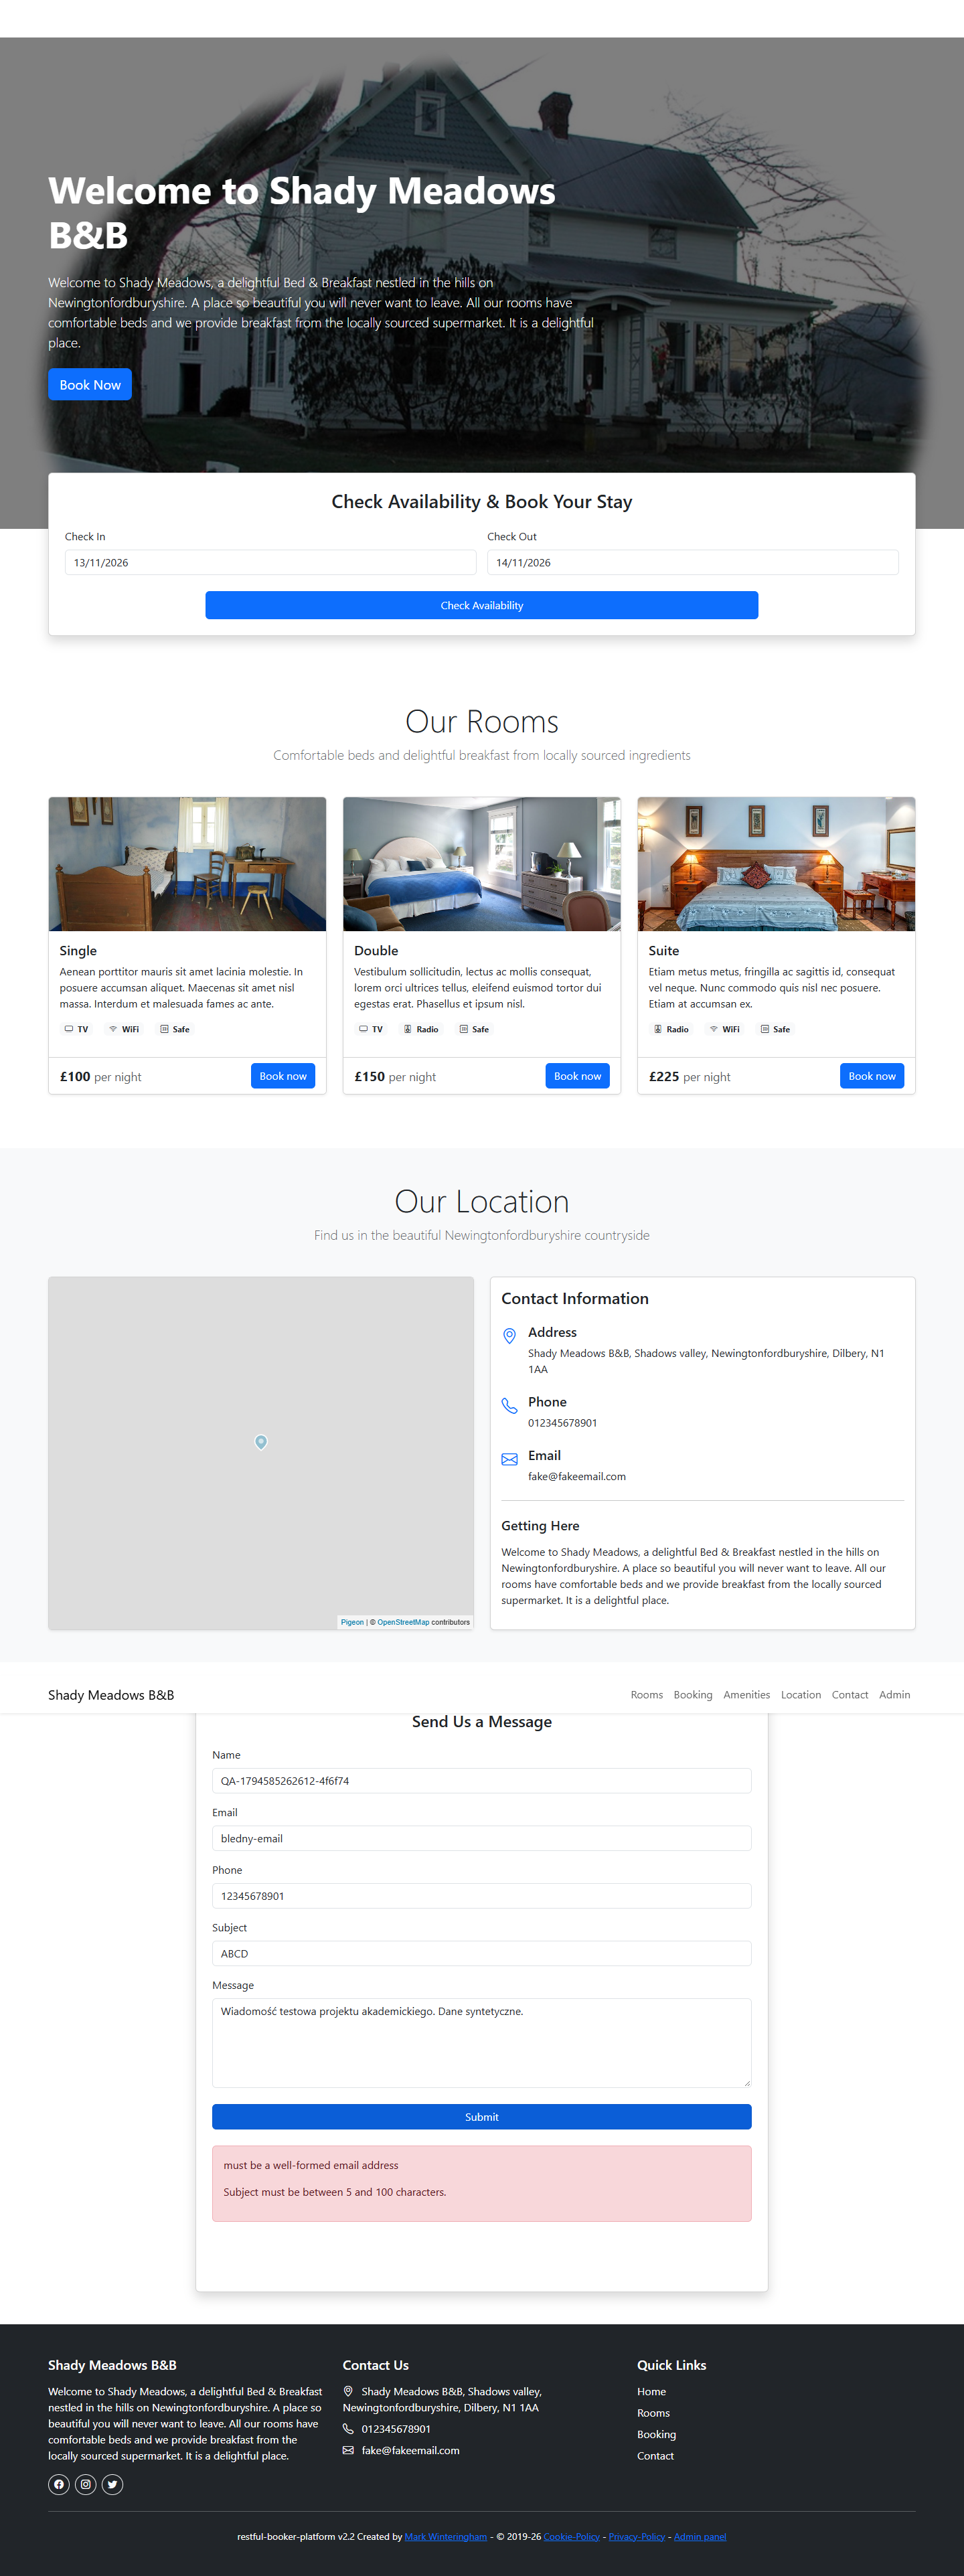 Welcome to Shady Meadows
B&B
Welcome to Shady Meadows, a delightful Bed & Breakfast nestled in the hills on
Newingtonfordburyshire. A place so beautiful you will never want to leave. All our rooms have
comfortable beds and we provide breakfast from the locally sourced supermarket. It is a delightful
place.
Book Now
Check Availability & Book Your Stay
Check In
Check Out
13/11/2026
14/11/2026
Check Availability
Our Rooms
Comfortable beds and delightful breakfast from locally sourced ingredients
Single
Aenean porttitor mauris sit amet lacinia molestie. In
posuere accumsan aliquet. Maecenas sit amet nisl
massa. Interdum et malesuada fames ac ante.
TV WiFi Safe
£100 per night
Book now
Double
Vestibulum sollicitudin, lectus ac mollis consequat,
lorem orci ultrices tellus, eleifend euismod tortor dui
egestas erat. Phasellus et ipsum nisl.
TV Radio Safe
£150 per night
Book now
Suite
Etiam metus metus, fringilla ac sagittis id, consequat
vel neque. Nunc commodo quis nisl nec posuere.
Etiam at accumsan ex.
Radio WiFi Safe
£225 per night
Book now
Our Location
Find us in the beautiful Newingtonfordburyshire countryside
Pigeon | © OpenStreetMap contributors
Contact Information
Address
Shady Meadows B&B, Shadows valley, Newingtonfordburyshire, Dilbery, N1
1AA
Phone
012345678901
Email
fake@fakeemail.com
Getting Here
Welcome to Shady Meadows, a delightful Bed & Breakfast nestled in the hills on
Newingtonfordburyshire. A place so beautiful you will never want to leave. All our
rooms have comfortable beds and we provide breakfast from the locally sourced
supermarket. It is a delightful place.
Shady Meadows B&B
Rooms Booking Amenities Location Contact Admin
Send Us a Message
Name
QA-1794585262612-4f6f74
Email
bledny-email
Phone
12345678901
Subject
ABCD
Message
Wiadomość testowa projektu akademickiego. Dane syntetyczne.
Submit
must be a well-formed email address
Subject must be between 5 and 100 characters.
Shady Meadows B&B
Welcome to Shady Meadows, a delightful Bed & Breakfast
nestled in the hills on Newingtonfordburyshire. A place so
beautiful you will never want to leave. All our rooms have
comfortable beds and we provide breakfast from the
locally sourced supermarket. It is a delightful place.
Contact Us
Shady Meadows B&B, Shadows valley,
Newingtonfordburyshire, Dilbery, N1 1AA
012345678901
fake@fakeemail.com
Quick Links
Home
Rooms
Booking
Contact
restful-booker-platform v2.2 Created by Mark Winteringham - © 2019-26 Cookie-Policy - Privacy-Policy - Admin panel